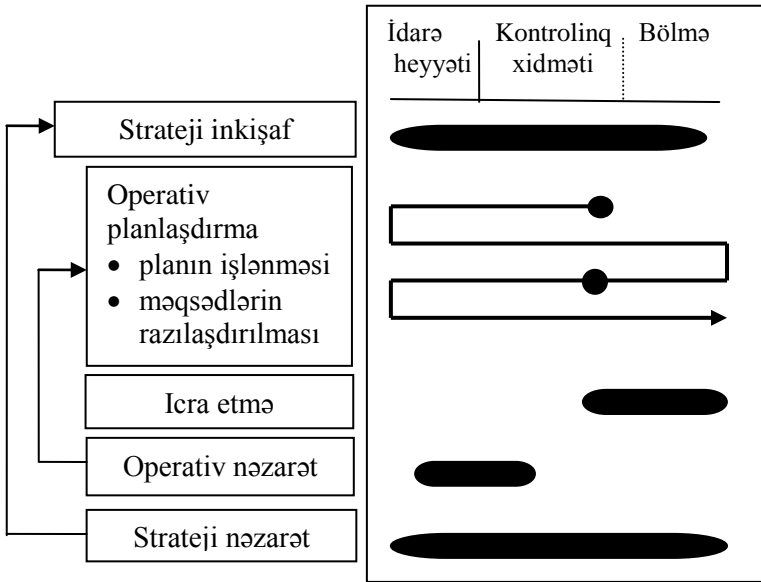 İdarə Kontrolinq Bölmə
heyyəti xidməti
Strateji inkişaf
Operativ
planlaşdırma
• planın işlənməsi
• məqsədlərin
razılaşdırılması
Icra etmə
Operativ nəzarət
Strateji nəzarət